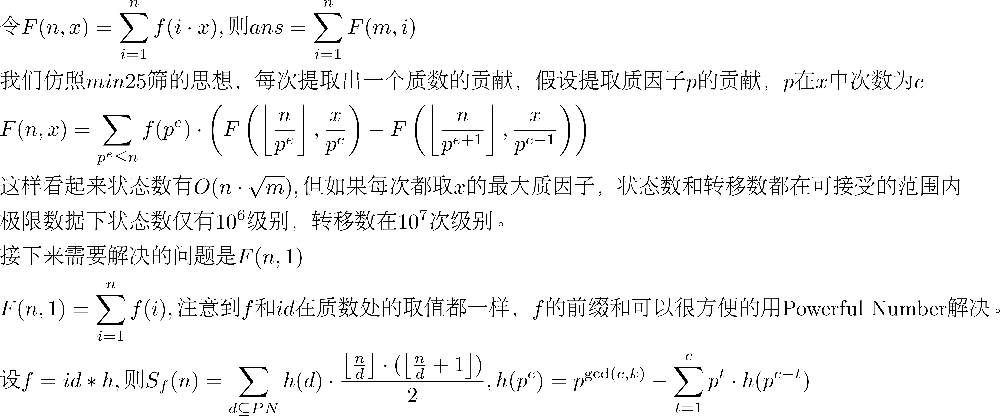 令$F(n,x)=\sum_{i=1}^{n}f(i\cdot x)$,则$ans=\sum_{i=1}^{n}F(m,i)$
我们仿照$min25$筛的思想，每次提取出一个质数的贡献，假设提取质因子$p$的贡献，$p$在$x$中次数为$c$
$F(n,x)=\sum_{p^e\leq n}f(p^e)\cdot\left(F\left(\left\lfloor\frac{n}{p^e}\right\rfloor,\frac{x}{p^c}\right)-F\left(\left\lfloor\frac{n}{p^{e+1}}\right\rfloor,\frac{x}{p^{c-1}}\right)\right)$
这样看起来状态数有$O(n\cdot\sqrt{m})$,但如果每次都取$x$的最大质因子，状态数和转移数都在可接受的范围内
极限数据下状态数仅有$10^6$级别，转移数在$10^7$次级别。
接下来需要解决的问题是$F(n,1)$
$F(n,1)=\sum_{i=1}^{n}f(i)$,注意到$f$和$id$在质数处的取值都一样，$f$的前缀和可以很方便的用Powerful Number解决。
设$f=id*h$,则$S_f(n)=\sum_{d\subseteq PN}h(d)\cdot\frac{\left\lfloor\frac{n}{d}\right\rfloor\cdot(\left\lfloor\frac{n}{d}+1\right\rfloor)}{2},h(p^c)=p^{\gcd(c,k)}-\sum_{t=1}^{c}p^t\cdot h(p^{c-t})$